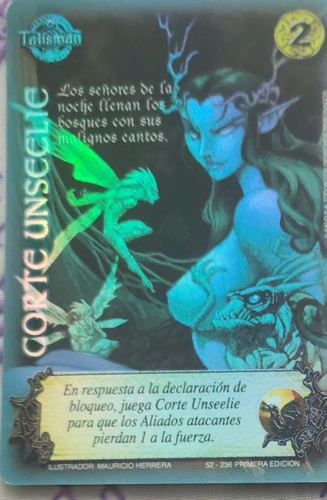 Talisman
2
Los señores de la
noche llenan los
bosques con sus
malignos cantos.
CORTE UNSEELIE
En respuesta a la declaración de
bloqueo, juega Corte Unseelie
para que los Aliados atacantes
pierdan 1 a la fuerza.
ILUSTRADOR: MAURICIO HERRERA
52 - 236 PRIMERA EDICION